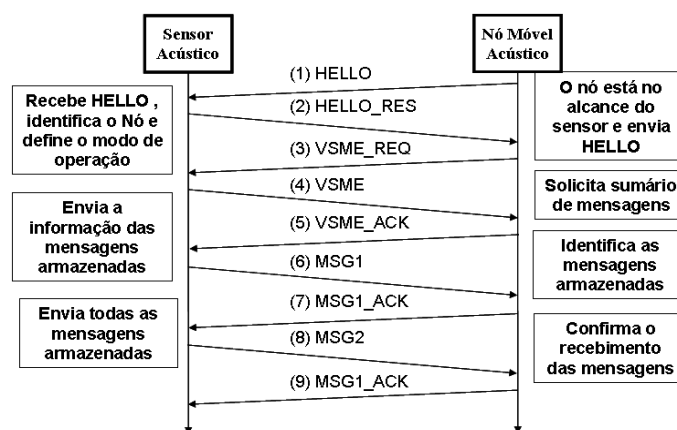 Sensor
Acústico
Nó Móvel
Acústico
(1) HELLO
Recebe HELLO ,
identifica o Nó e
define o modo de
operação
O nó está no
alcance do
sensor e envia
HELLO
(2) HELLO_RES
(3) VSME_REQ
(4) VSME
Solicita sumário
de mensagens
Envia a
informação das
mensagens
armazenadas
(5) VSME_ACK
Identifica as
mensagens
armazenadas
(6) MSG1
(7) MSG1_ACK
Envia todas as
mensagens
armazenadas
Confirma o
recebimento
das mensagens
(8) MSG2
(9) MSG1_ACK